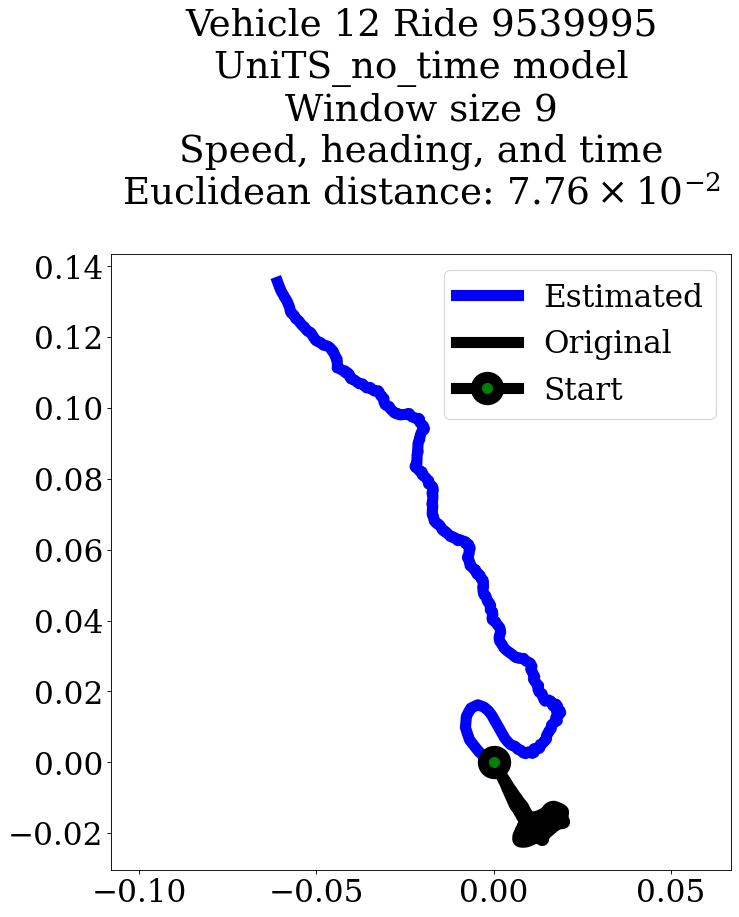 Vehicle 12 Ride 9539995
UniTS_no_time model
Window size 9
Speed, heading, and time
Euclidean distance: 7.76 × 10⁻²
Estimated
Original
Start
0.14
0.12
0.10
0.08
0.06
0.04
0.02
0.00
−0.02
−0.10 −0.05 0.00 0.05